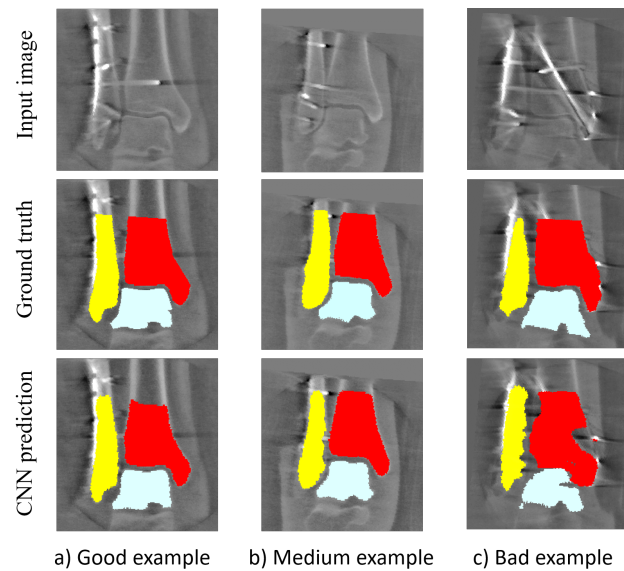 Input image
Ground truth
CNN prediction
a) Good example
b) Medium example
c) Bad example